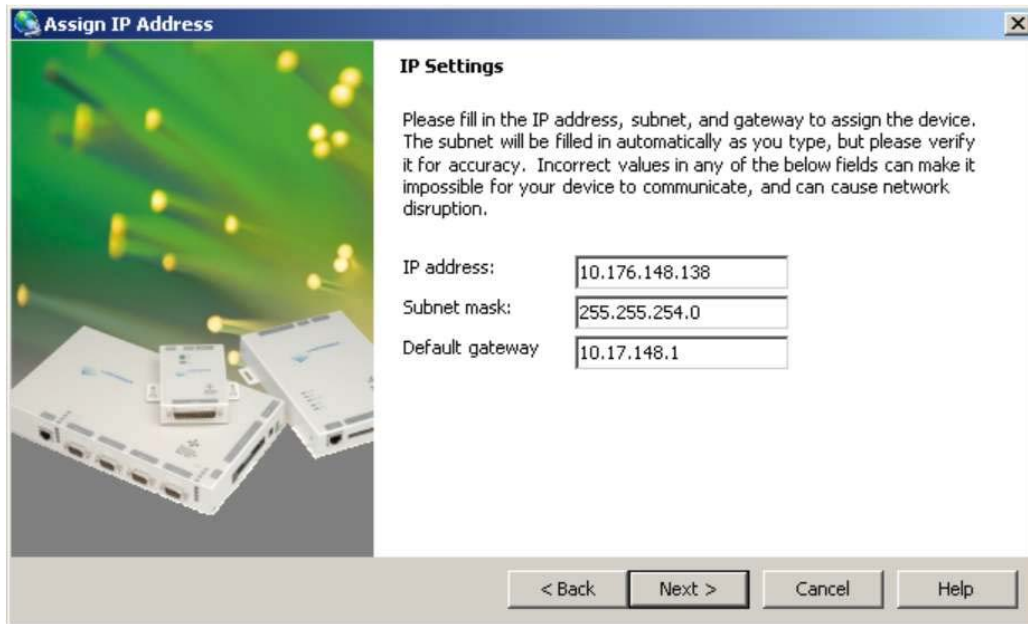 Assign IP Address
IP Settings
Please fill in the IP address, subnet, and gateway to assign the device.
The subnet will be filled in automatically as you type, but please verify
it for accuracy.  Incorrect values in any of the below fields can make it
impossible for your device to communicate, and can cause network
disruption.
IP address: 10.176.148.138
Subnet mask: 255.255.254.0
Default gateway 10.17.148.1
< Back Next > Cancel Help